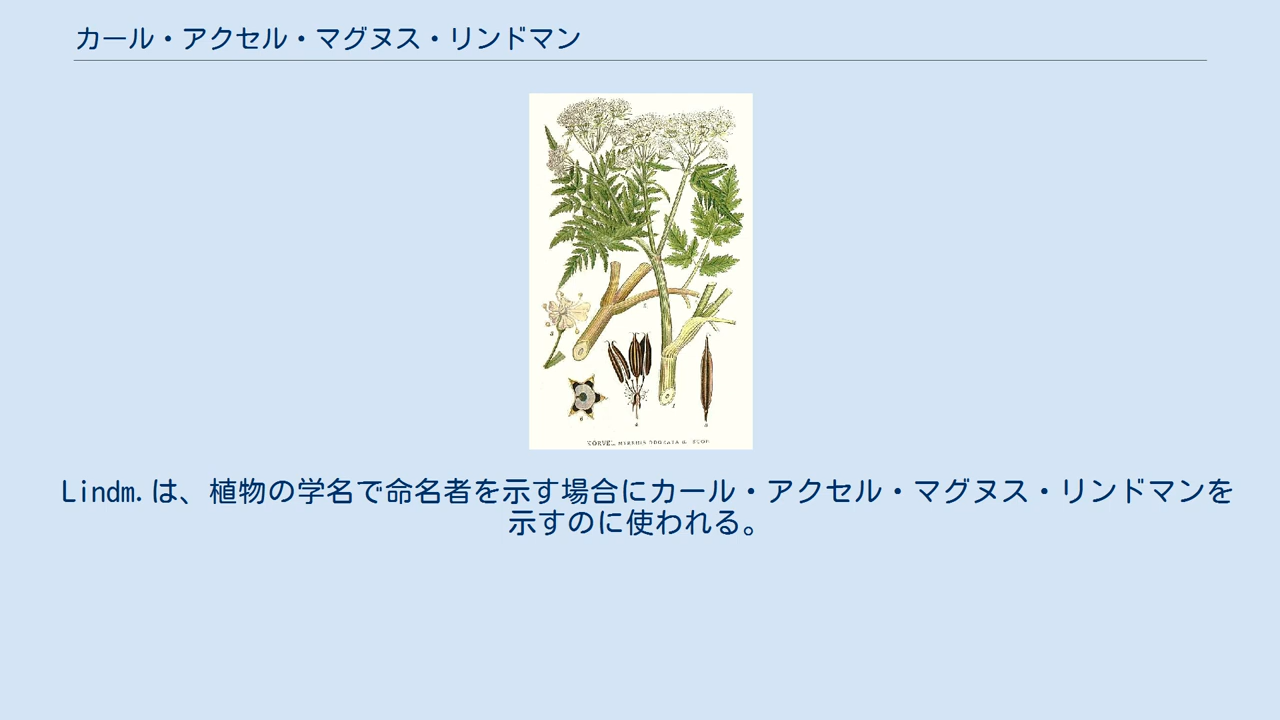 カール・アクセル・マグヌス・リンドマン
Lindm.は、植物の学名で命名者を示す場合にカール・アクセル・マグヌス・リンドマンを
示すのに使われる。